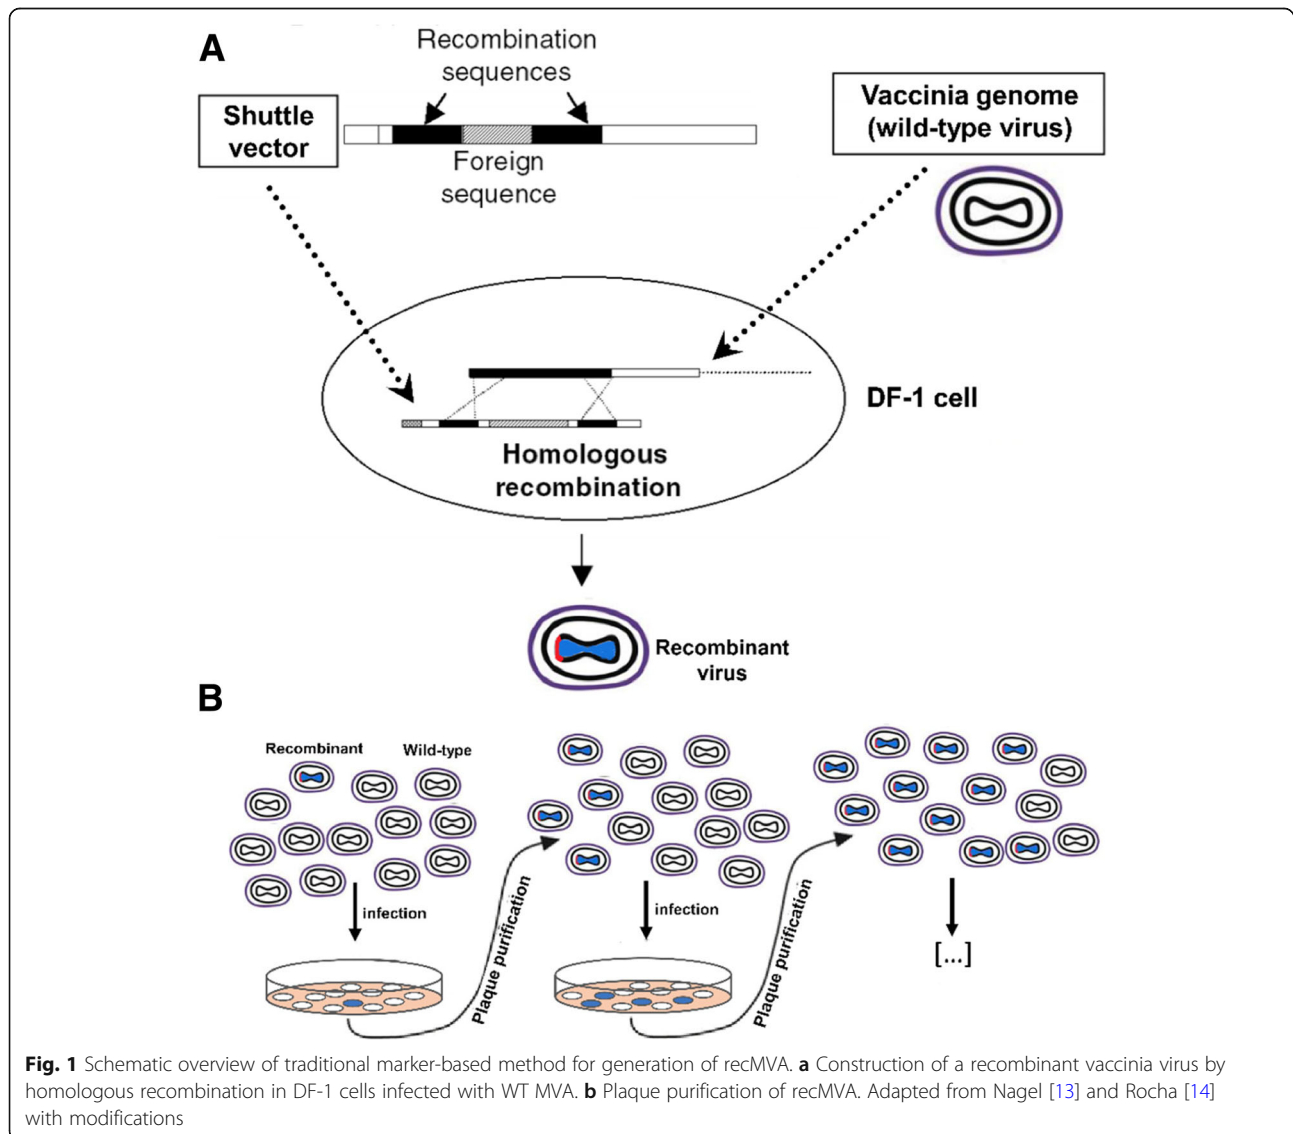 A
Recombination
sequences
Shuttle
vector
Foreign
sequence
Vaccinia genome
(wild-type virus)
DF-1 cell
Homologous
recombination
Recombinant
virus
B
Recombinant
Wild-type
infection
Plaque purification
infection
Plaque purification
[...]
Fig. 1 Schematic overview of traditional marker-based method for generation of recMVA. a Construction of a recombinant vaccinia virus by
homologous recombination in DF-1 cells infected with WT MVA. b Plaque purification of recMVA. Adapted from Nagel [13] and Rocha [14]
with modifications